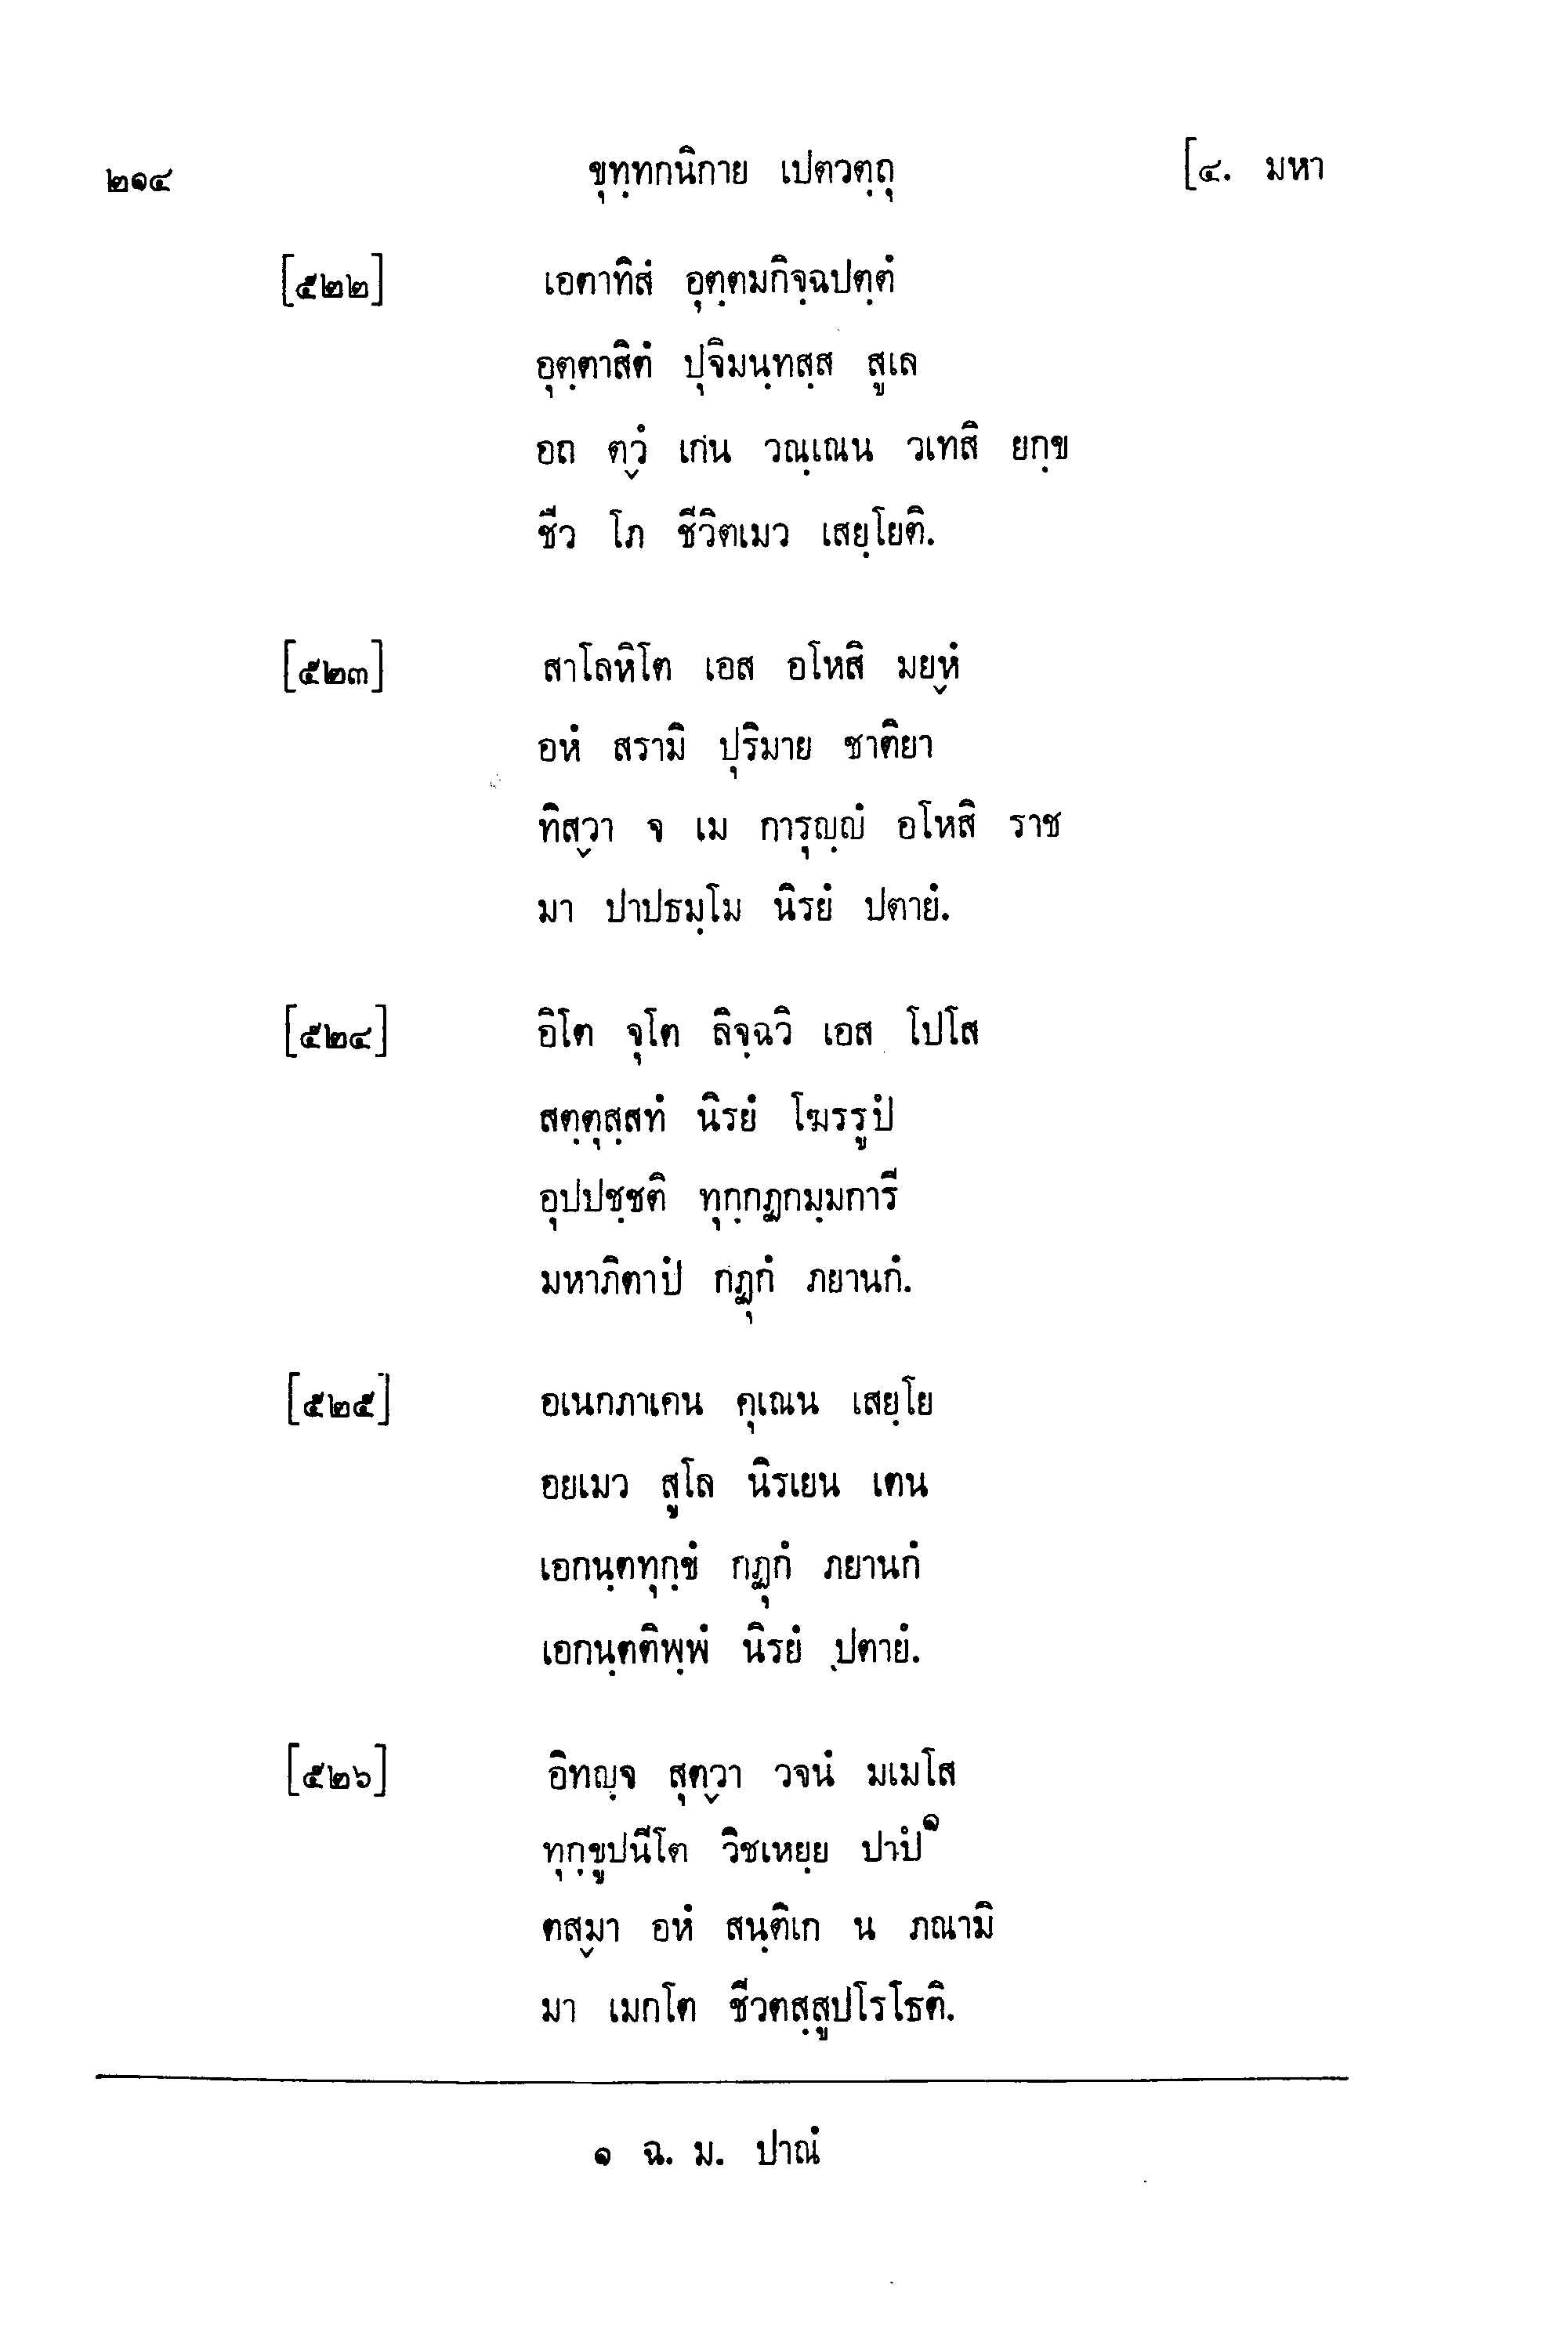 ๒๑๔ ขุทฺทกนิกาย เปตวตฺถุ [๔. มหา
[๕๒๒] เอตาทิสํ อุตฺตมกิจฺฉปตฺตํ
อุตฺตาสิตํ ปุจิมนฺทสฺส สูเล
อถ ตฺวํ เกน วณฺเณน วเทสิ ยกฺข
ชีว โภ ชีวิตเมว เสยฺโยติ.
[๕๒๓] สาโลหิโต เอส อโหสิ มยฺหํ
อหํ สรามิ ปุริมาย ชาติยา
ทิสฺวา จ เม การุญฺญํ อโหสิ ราช
มา ปาปธมฺโม นิรยํ ปตายํ.
[๕๒๔] อิโต จุโต ลิจฺฉวิ เอส โปโส
สตฺตุสฺสทํ นิรยํ โฆรรูปํ
อุปปชฺชติ ทุกฺกฏกมฺมการี
มหาภิตาปํ กฏุกํ ภยานกํ.
[๕๒๕] อเนกภาเคน คุเณน เสยฺโย
อยเมว สูโล นิรเยน เตน
เอกนฺตทุกฺขํ กฏุกํ ภยานกํ
เอกนฺตติพฺพํ นิรยํ ปตายํ.
[๕๒๖] อิทญฺจ สุตฺวา วจนํ มเมโส
ทุกฺขูปนีโต วิชเหยฺย ปาปํ๑
ตสฺมา อหํ สนฺติเก น ภณามิ
มา เมกโต ชีวตสฺสูปโรโธติ.
๑ ฉ. ม. ปาณํ